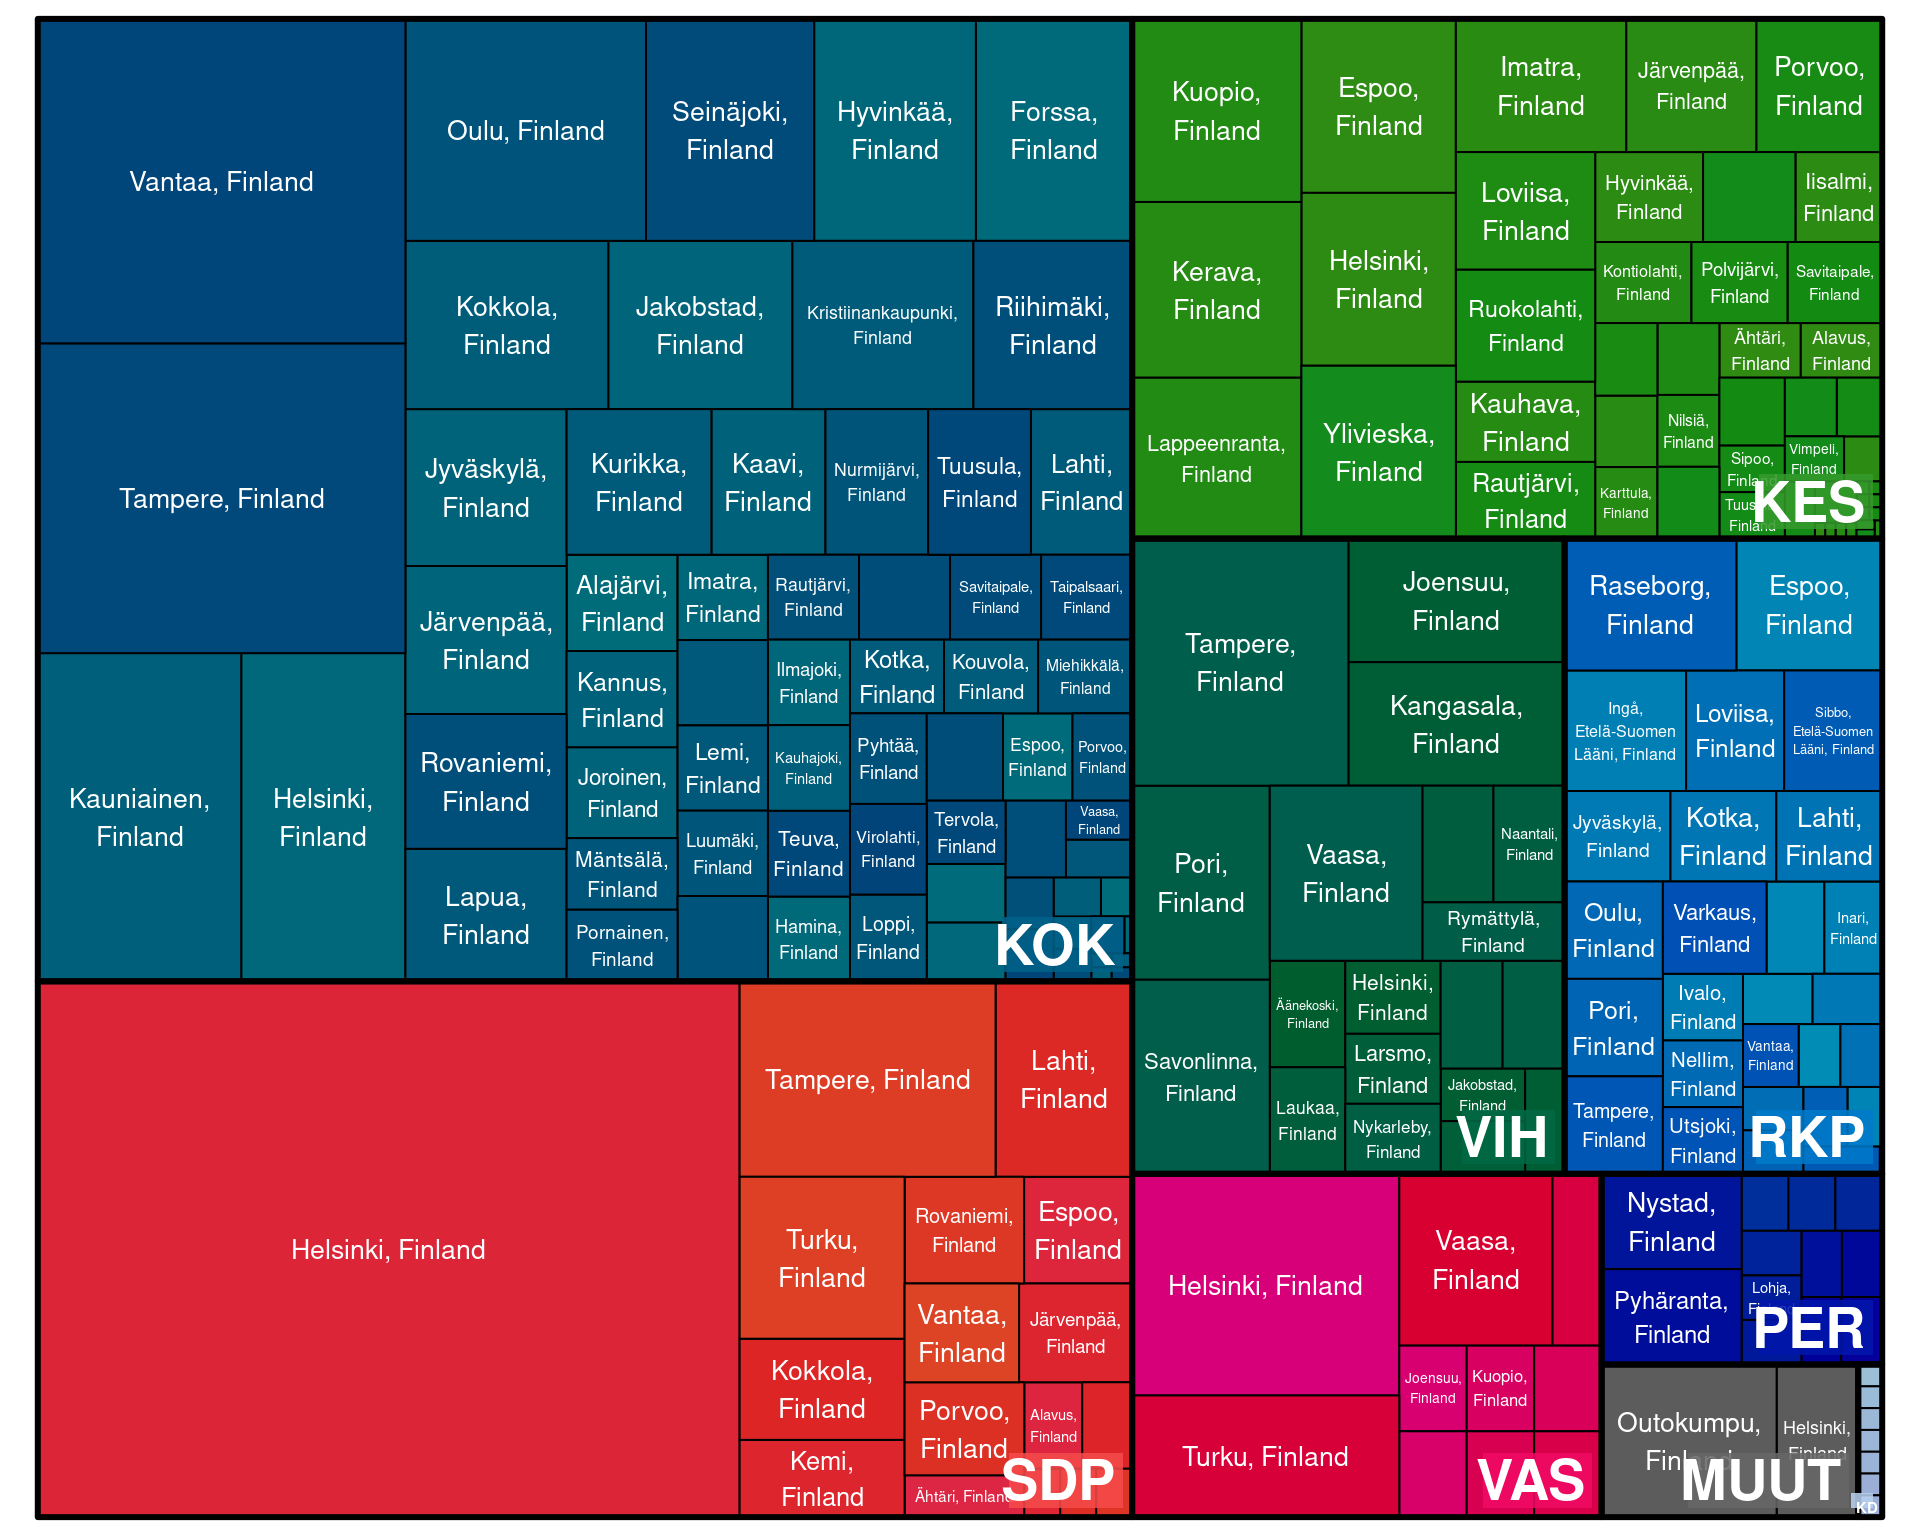 Vantaa, Finland
Tampere, Finland
Kauniainen,
Finland
Helsinki,
Finland
Oulu, Finland
Seinäjoki,
Finland
Hyvinkää,
Finland
Forssa,
Finland
Kokkola,
Finland
Jakobstad,
Finland
Kristiinankaupunki,
Finland
Riihimäki,
Finland
Jyväskylä,
Finland
Järvenpää,
Finland
Rovaniemi,
Finland
Lapua,
Finland
Kurikka,
Finland
Kaavi,
Finland
Nurmijärvi,
Finland
Tuusula,
Finland
Lahti,
Finland
Alajärvi,
Finland
Kannus,
Finland
Joroinen,
Finland
Mäntsälä,
Finland
Pornainen,
Finland
Imatra,
Finland
Rautjärvi,
Finland
Savitaipale,
Finland
Taipalsaari,
Finland
Lemi,
Finland
Luumäki,
Finland
Ilmajoki,
Finland
Kauhajoki,
Finland
Teuva,
Finland
Hamina,
Finland
Kotka,
Finland
Kouvola,
Finland
Miehikkälä,
Finland
Pyhtää,
Finland
Virolahti,
Finland
Loppi,
Finland
Espoo,
Finland
Porvoo,
Finland
Tervola,
Finland
Vaasa,
Finland
KOK
Kuopio,
Finland
Kerava,
Finland
Lappeenranta,
Finland
Espoo,
Finland
Helsinki,
Finland
Ylivieska,
Finland
Imatra,
Finland
Järvenpää,
Finland
Porvoo,
Finland
Loviisa,
Finland
Ruokolahti,
Finland
Kauhava,
Finland
Rautjärvi,
Finland
Hyvinkää,
Finland
Iisalmi,
Finland
Kontiolahti,
Finland
Polvijärvi,
Finland
Savitaipale,
Finland
Ähtäri,
Finland
Alavus,
Finland
Nilsiä,
Finland
Karttula,
Finland
Sipoo,
Finland
Vimpeli,
Finland
Finland
KES
Tampere,
Finland
Joensuu,
Finland
Kangasala,
Finland
Pori,
Finland
Savonlinna,
Finland
Vaasa,
Finland
Naantali,
Finland
Rymättylä,
Finland
Äänekoski,
Finland
Laukaa,
Finland
Helsinki,
Finland
Larsmo,
Finland
Nykarleby,
Finland
Jakobstad,
Finland
VIH
Raseborg,
Finland
Espoo,
Finland
Ingå,
Etelä-Suomen
Lääni, Finland
Loviisa,
Finland
Sibbo,
Etelä-Suomen
Lääni, Finland
Jyväskylä,
Finland
Kotka,
Finland
Lahti,
Finland
Oulu,
Finland
Pori,
Finland
Tampere,
Finland
Varkaus,
Finland
Inari,
Finland
Ivalo,
Finland
Nellim,
Finland
Utsjoki,
Finland
Vantaa,
Finland
RKP
Helsinki, Finland
Tampere, Finland
Lahti,
Finland
Turku,
Finland
Kokkola,
Finland
Kemi,
Finland
Rovaniemi,
Finland
Espoo,
Finland
Vantaa,
Finland
Järvenpää,
Finland
Porvoo,
Finland
Alavus,
Finland
Ähtäri, Finland
SDP
Helsinki, Finland
Turku, Finland
Vaasa,
Finland
Joensuu,
Finland
Kuopio,
Finland
VAS
Nystad,
Finland
Pyhäranta,
Finland
Lohja,
PER
Outokumpu,
Finland
Helsinki,
Finland
MUUT
KD